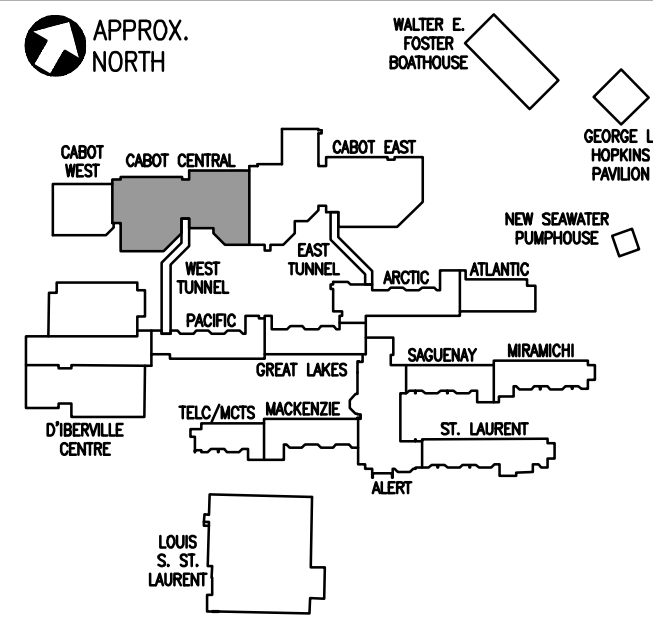 APPROX.
NORTH
WALTER E.
FOSTER
BOATHOUSE
GEORGE L
HOPKINS
PAVILION
CABOT
WEST
CABOT CENTRAL
CABOT EAST
NEW SEAWATER
PUMPHOUSE
WEST
TUNNEL
EAST
TUNNEL
ARCTIC
ATLANTIC
PACIFIC
GREAT LAKES
SAGUENAY
MIRAMICHI
D'IBERVILLE
CENTRE
TELC/MCTS
MACKENZIE
ST. LAURENT
ALERT
LOUIS
S. ST.
LAURENT